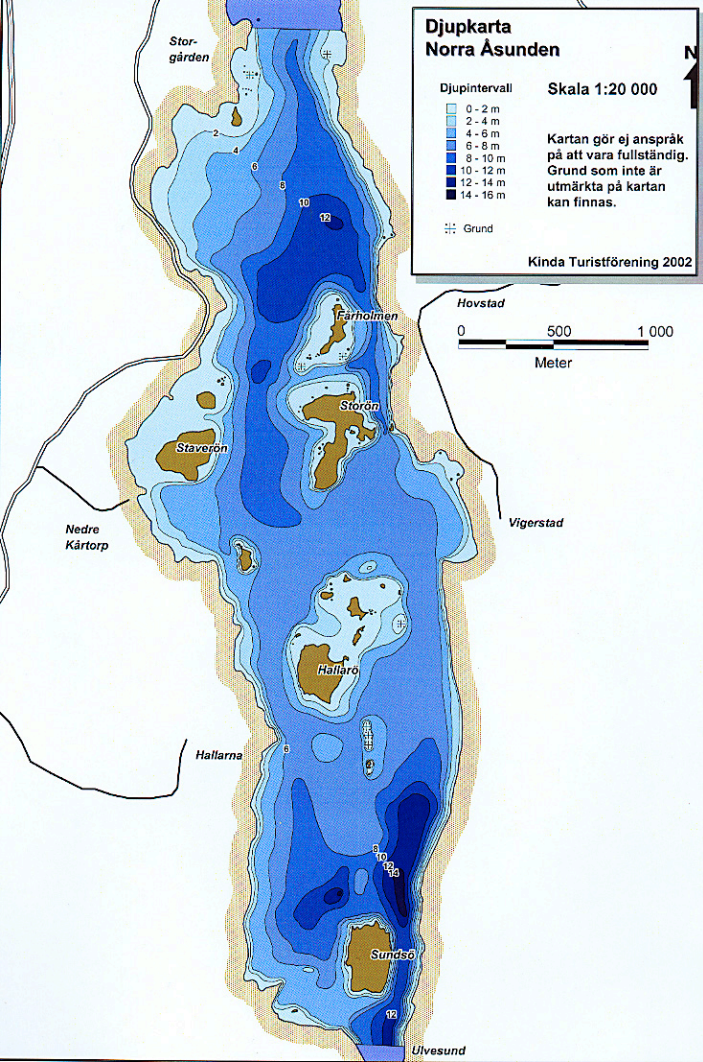 Djupkarta
Norra Åsunden
N
Djupintervall
Skala 1:20 000
0 - 2 m
2 - 4 m
4 - 6 m
6 - 8 m
8 - 10 m
10 - 12 m
12 - 14 m
14 - 16 m
Grund
Kartan gör ej anspråk
på att vara fullständig.
Grund som inte är
utmärkta på kartan
kan finnas.
Kinda Turistförening 2002
Stor-
gården
2
4
6
8
10
12
Hovstad
0 500 1 000
Meter
Fårholmen
Storön
Staverön
Nedre
Kårtorp
Vigerstad
Hallarö
Hallarna
6
8
10
12
14
Sundsö
12
Ulvesund